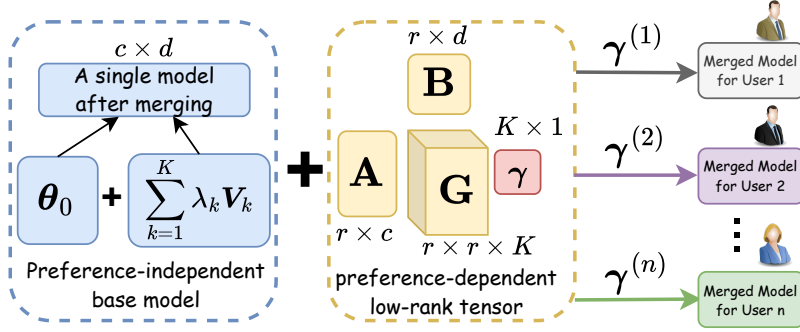 c × d
A single model
after merging
θ₀ + ∑ₖ₌₁ᴷ λₖVₖ
Preference-independent
base model
+
r × d
B
K × 1
A
G
γ
r × c
r × r × K
preference-dependent
low-rank tensor
γ⁽¹⁾
Merged Model
for User 1
γ⁽²⁾
Merged Model
for User 2
γ⁽ⁿ⁾
Merged Model
for User n